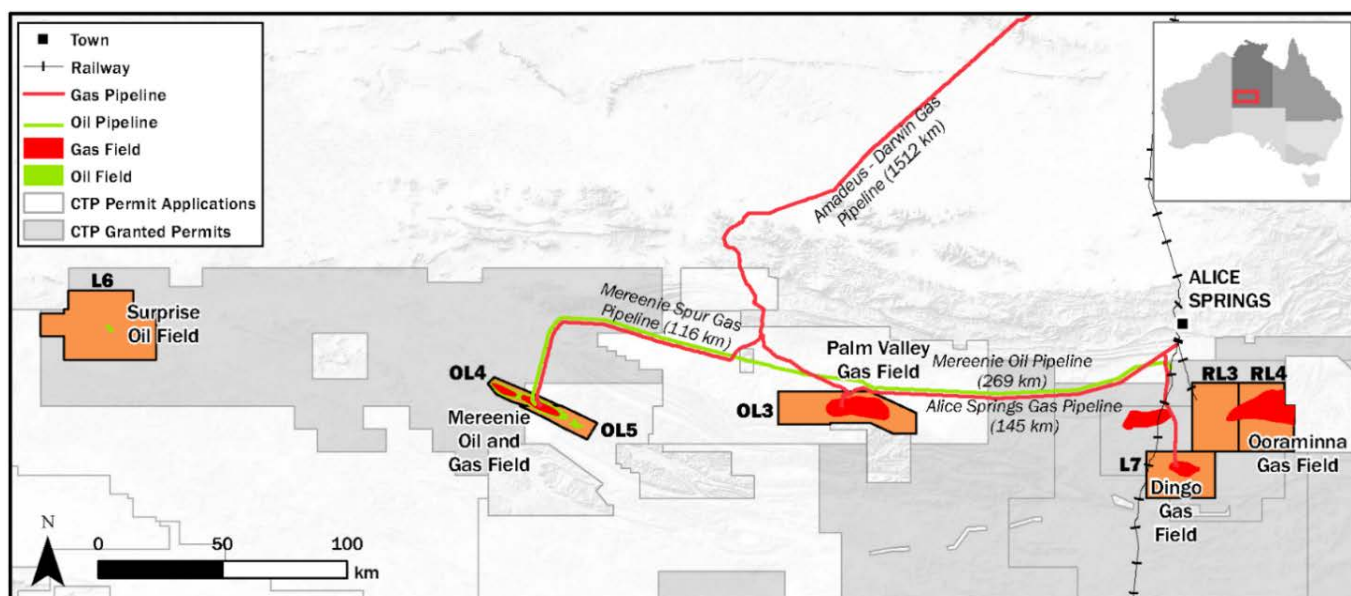 Town
Railway
Gas Pipeline
Oil Pipeline
Gas Field
Oil Field
CTP Permit Applications
CTP Granted Permits
Amadeus - Darwin Gas
Pipeline (1512 km)
L6
Surprise
Oil Field
Mereenie Spur Gas
Pipeline (116 km)
ALICE
SPRINGS
OL4
Mereenie
Oil and
Gas Field
OL5
Palm Valley
Gas Field
OL3
Mereenie Oil Pipeline
(269 km)
Alice Springs Gas Pipeline
(145 km)
RL3
RL4
Ooraminna
Gas Field
L7
Dingo
Gas
Field
N
0
50
100
km